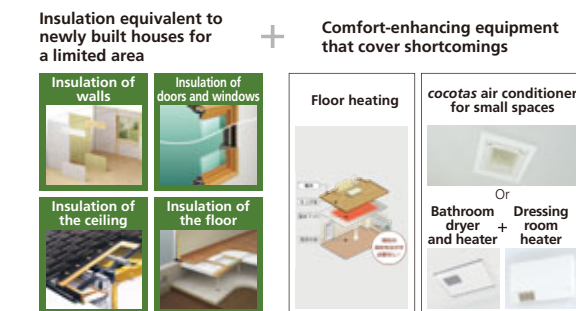 Insulation equivalent to
newly built houses for
a limited area
+
Comfort-enhancing equipment
that cover shortcomings
Insulation of
walls
Insulation of
doors and windows
Insulation of
the ceiling
Insulation of
the floor
Floor heating
cocotas air conditioner
for small spaces
Or
Bathroom
dryer
and heater
+
Dressing
room
heater